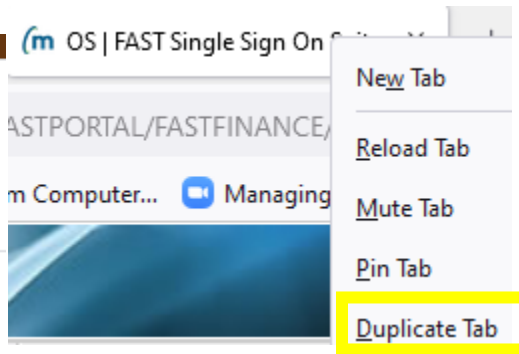 (m OS | FAST Single Sign On
New Tab
ASTPORTAL/FASTFINANCE/
Reload Tab
m Computer... Managing
Mute Tab
Pin Tab
Duplicate Tab